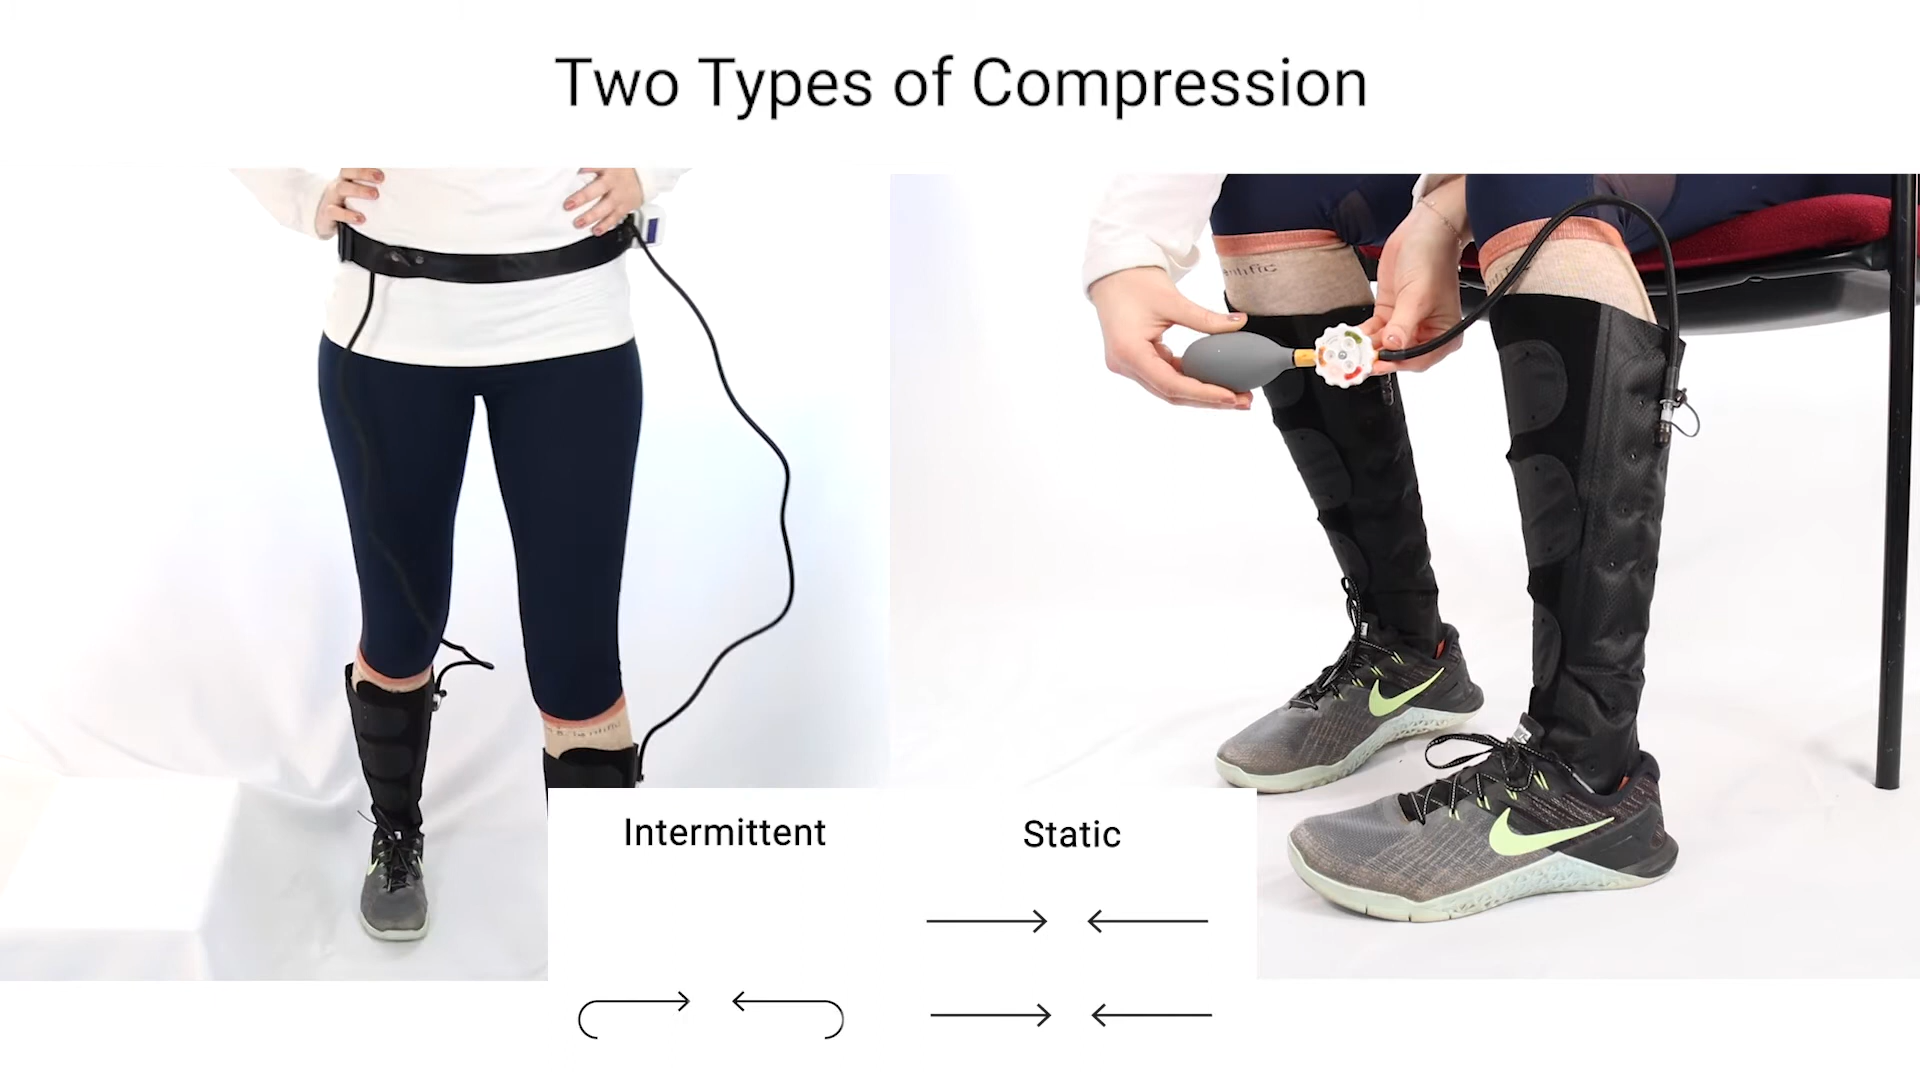 Two Types of Compression
Intermittent
Static